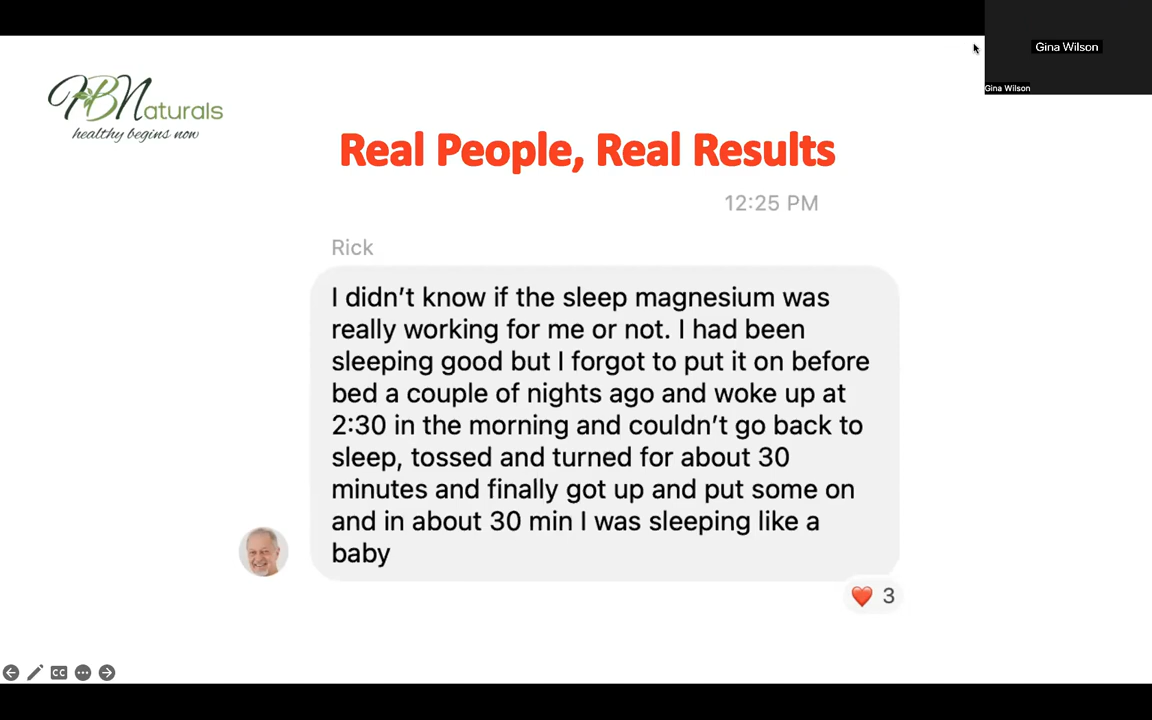 Gina Wilson
Gina Wilson
HBNaturals
healthy begins now
Real People, Real Results
12:25 PM
Rick
I didn't know if the sleep magnesium was
really working for me or not. I had been
sleeping good but I forgot to put it on before
bed a couple of nights ago and woke up at
2:30 in the morning and couldn't go back to
sleep, tossed and turned for about 30
minutes and finally got up and put some on
and in about 30 min I was sleeping like a
baby
3
CC